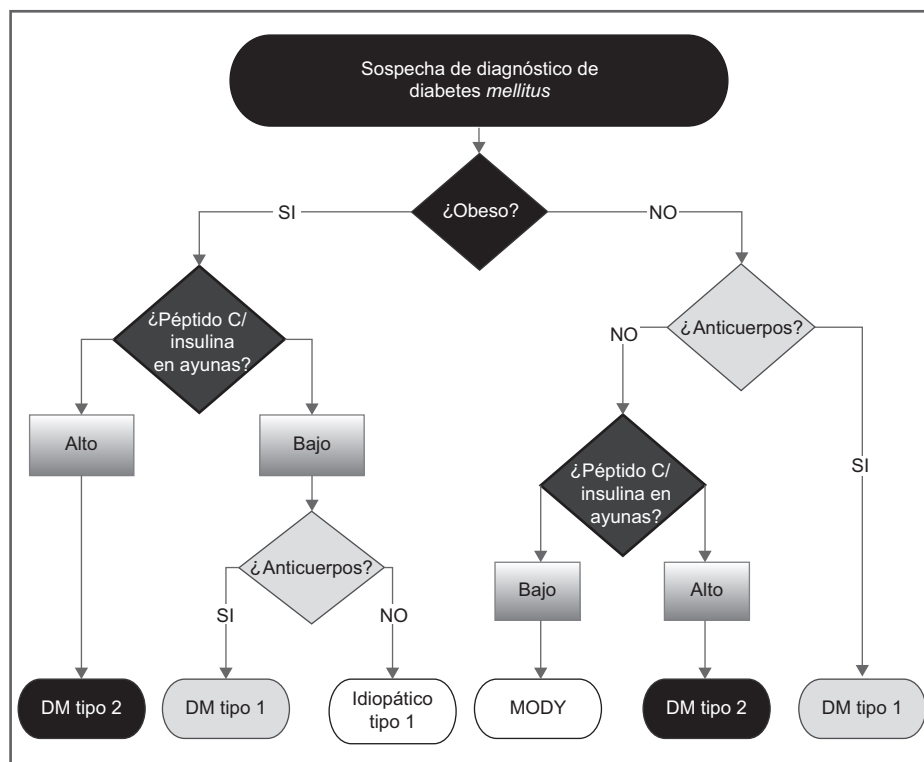 Sospecha de diagnóstico de
diabetes mellitus
¿Obeso?
SI
NO
¿Péptido C/
insulina
en ayunas?
¿Anticuerpos?
NO
Alto
Bajo
SI
¿Péptido C/
insulina en
ayunas?
¿Anticuerpos?
Bajo
Alto
SI
NO
DM tipo 2
DM tipo 1
Idiopático
tipo 1
MODY
DM tipo 2
DM tipo 1